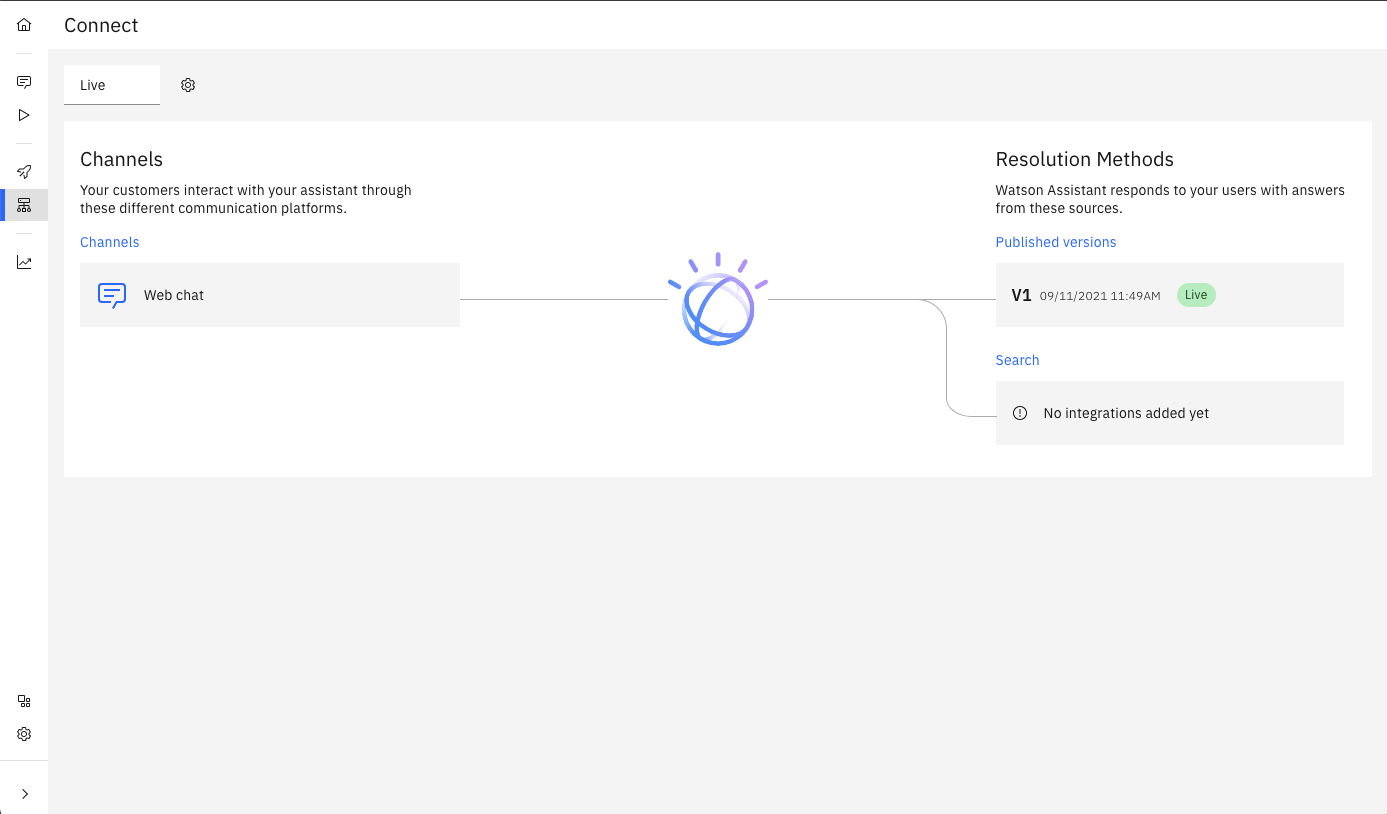 Connect
Live
Channels
Your customers interact with your assistant through
these different communication platforms.
Channels
Web chat
Resolution Methods
Watson Assistant responds to your users with answers
from these sources.
Published versions
V1 09/11/2021 11:49AM Live
Search
No integrations added yet